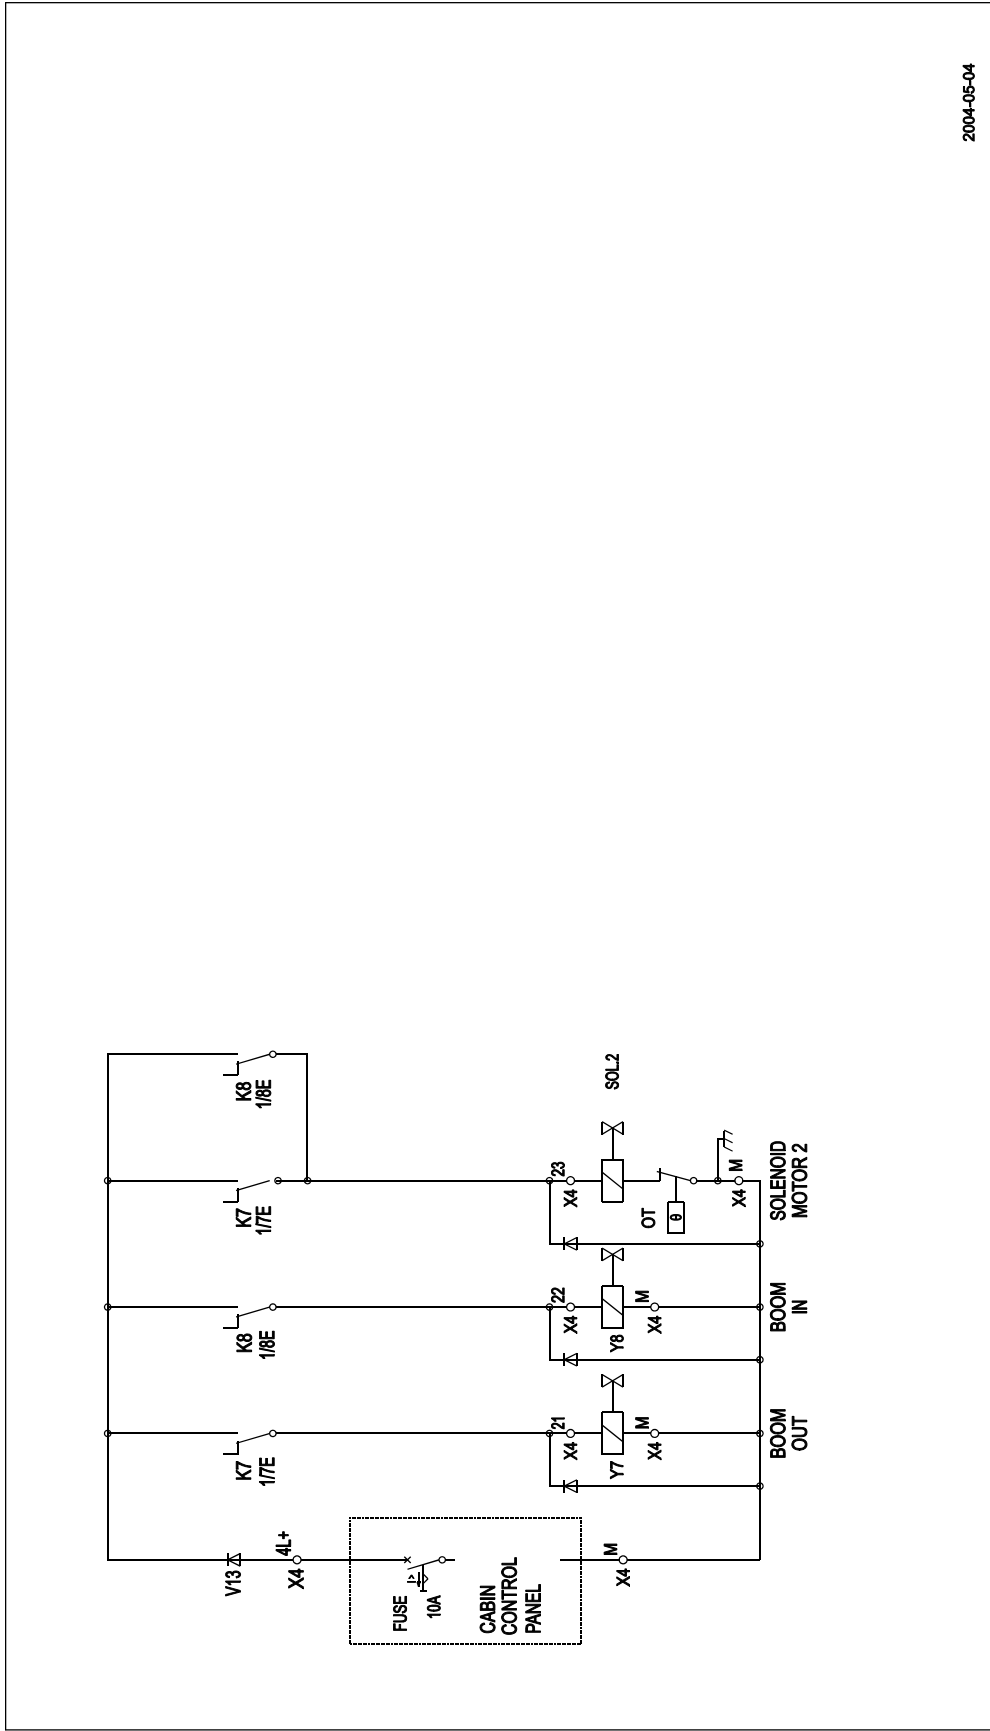 V13
X4
4L+
FUSE
10A
CABIN
CONTROL
PANEL
X4
M
K7
1/7E
X4
21
Y7
X4
M
BOOM
OUT
K8
1/8E
X4
22
Y8
X4
M
BOOM
IN
K7
1/7E
X4
23
OT
θ
X4
M
SOLENOID
MOTOR 2
K8
1/8E
SOL.2
2004-05-04